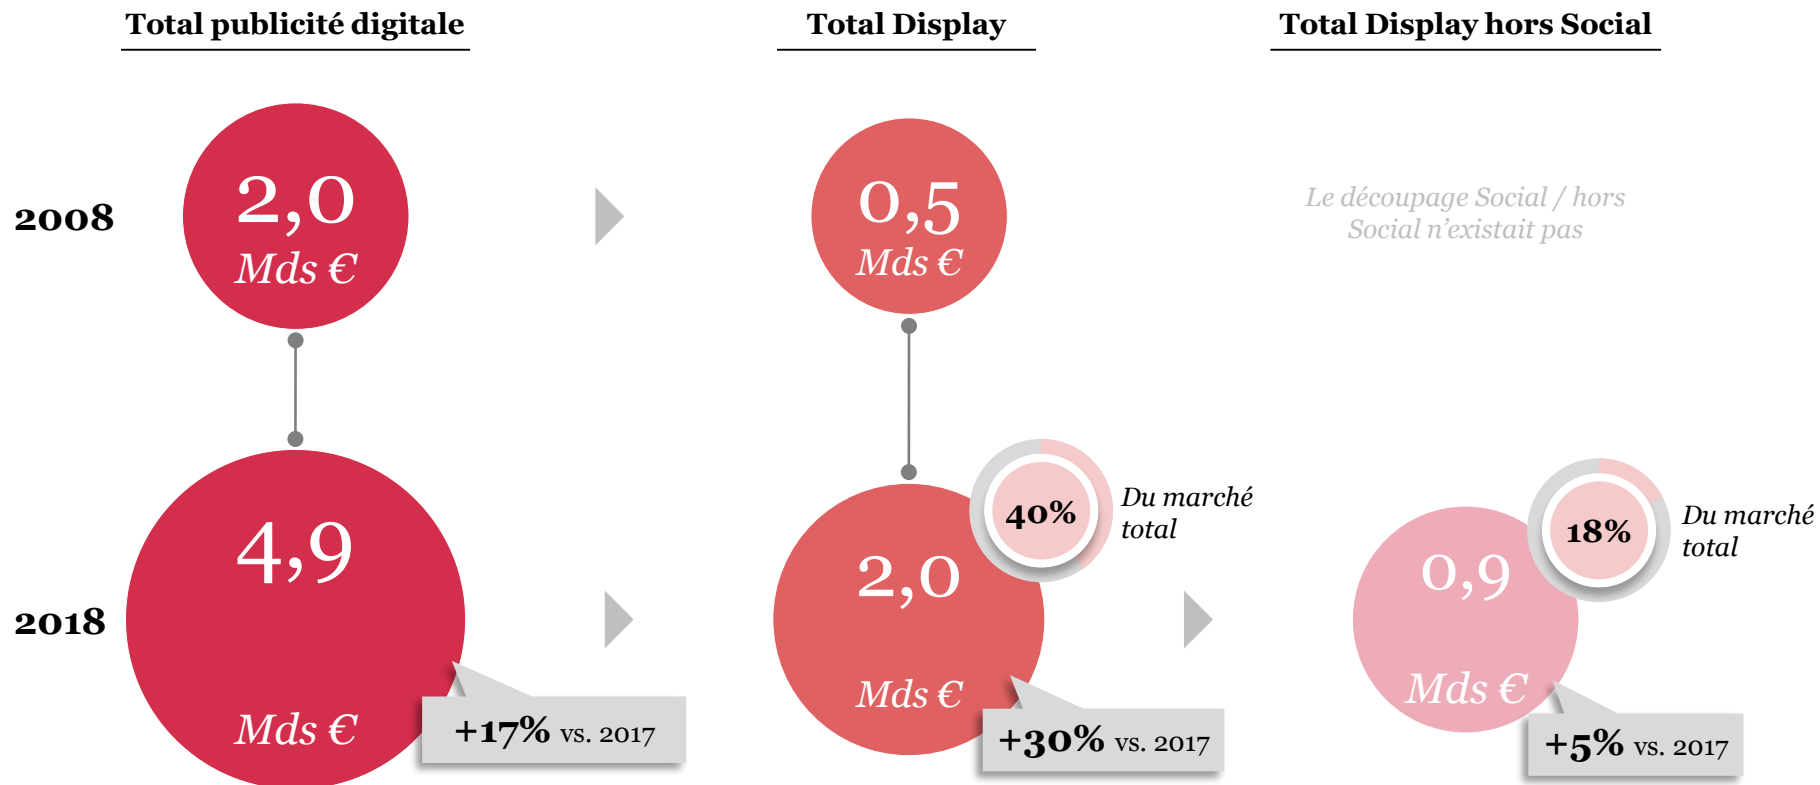 Total publicité digitale
Total Display
Total Display hors Social
2008
2,0
Mds €
0,5
Mds €
Le découpage Social / hors
Social n'existait pas
2018
4,9
Mds €
+17% vs. 2017
2,0
Mds €
40%
Du marché
total
+30% vs. 2017
0,9
Mds €
18%
Du marché
total
+5% vs. 2017